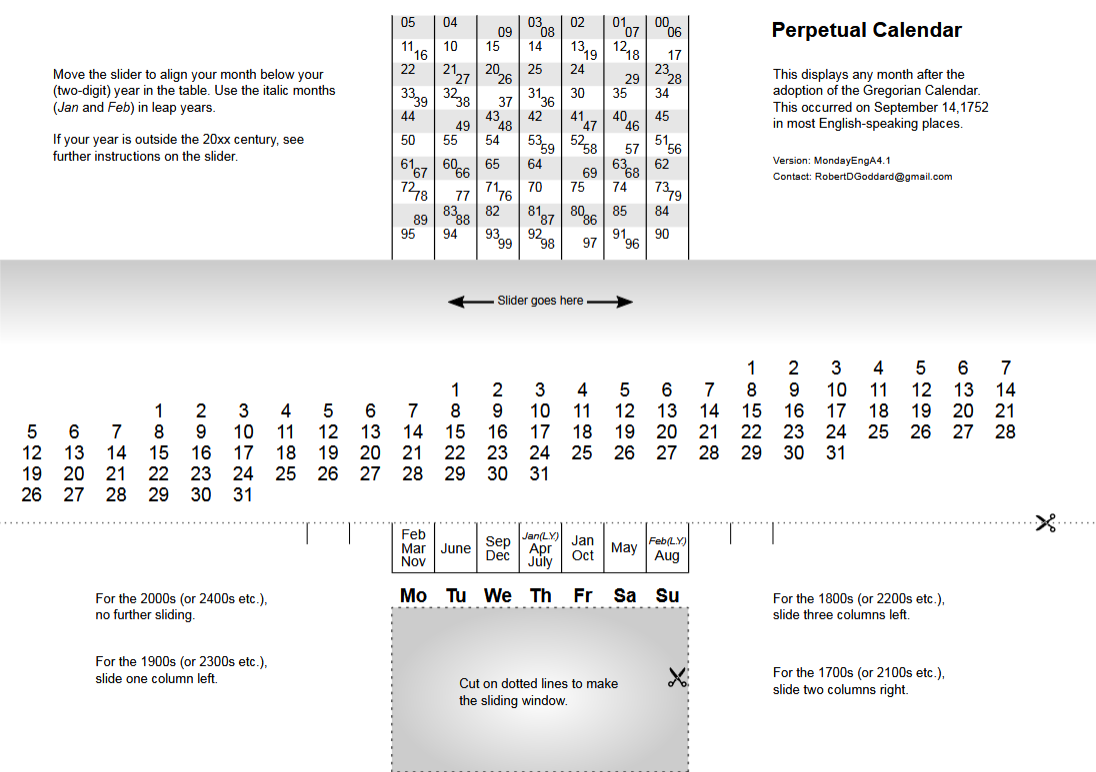 Perpetual Calendar
Move the slider to align your month below your
(two-digit) year in the table. Use the italic months
(Jan and Feb) in leap years.
If your year is outside the 20xx century, see
further instructions on the slider.
05 04 09 03 08 02 01 07 00 06
11 16 10 15 14 13 19 12 18 17
22 21 27 20 26 25 24 29 23 28
33 39 32 38 37 31 36 30 35 34
44 49 43 48 42 41 47 40 46 45
50 55 54 53 59 52 58 57 51 56
61 67 60 66 65 64 69 63 68 62
72 78 77 71 76 70 75 74 73 79
89 83 88 82 81 87 80 86 85 84
95 94 93 99 92 98 97 91 96 90
This displays any month after the
adoption of the Gregorian Calendar.
This occurred on September 14,1752
in most English-speaking places.
Version: MondayEngA4.1
Contact: RobertDGoddard@gmail.com
Slider goes here
1 2 3 4 5 6 7
1 2 3 4 5 6 7 8 9 10 11 12 13 14
1 2 3 4 5 6 7 8 9 10 11 12 13 14 15 16 17 18 19 20 21
5 6 7 8 9 10 11 12 13 14 15 16 17 18 19 20 21 22 23 24 25 26 27 28
12 13 14 15 16 17 18 19 20 21 22 23 24 25 26 27 28 29 30 31
19 20 21 22 23 24 25 26 27 28 29 30 31
26 27 28 29 30 31
Feb
Mar
Nov
June
Sep
Dec
Jan(L.Y.)
Apr
July
Jan
Oct
May
Feb(L.Y.)
Aug
Mo Tu We Th Fr Sa Su
For the 2000s (or 2400s etc.),
no further sliding.
For the 1900s (or 2300s etc.),
slide one column left.
Cut on dotted lines to make
the sliding window.
For the 1800s (or 2200s etc.),
slide three columns left.
For the 1700s (or 2100s etc.),
slide two columns right.